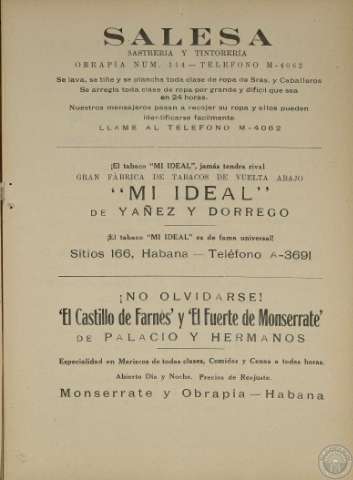 SALESA
SASTRERIA Y TINTORERIA
OBRAPIA NUM. 114 — TELEFONO M-4062
Se lava, se tiñe y se plancha toda clase de ropa de Sras. y Caballeros
Se arregla toda clase de ropa por grande y dificil que sea
en 24 horas.
Nuestros mensajeros pasan a recojer su ropa y ellos pueden
identificarse facilmente
LLAME AL TELEFONO M-4062
¡El tabaco "MI IDEAL", jamás tendra rival
GRAN FÁBRICA DE TABACOS DE VUELTA ABAJO
"MI IDEAL"
DE YAÑEZ Y DORREGO
¡El tabaco "MI IDEAL" es de fama universal!
Sitios 166, Habana — Teléfono A-3691
¡NO OLVIDARSE!
'El Castillo de Farnés' y 'El Fuerte de Monserrate'
DE PALACIO Y HERMANOS
Especialidad en Mariscos de todas clases, Comidas y Cenas a todas horas.
Abierto Día y Noche. Precios de Reajuste.
Monserrate y Obrapia — Habana